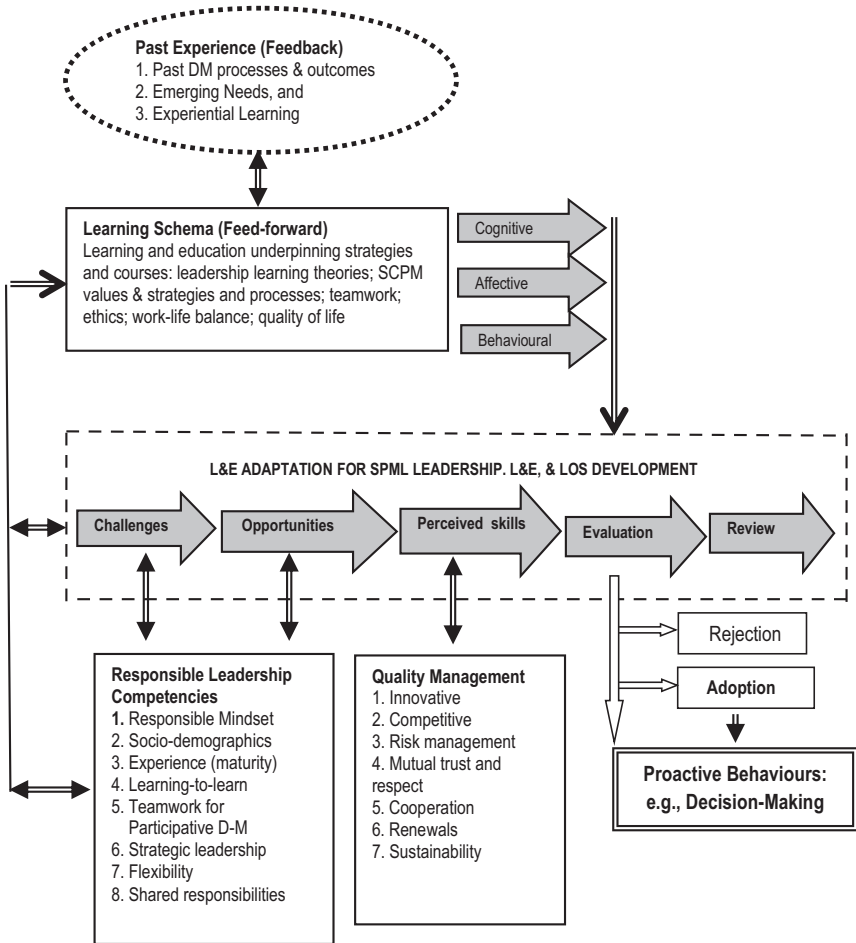 Past Experience (Feedback)
1. Past DM processes & outcomes
2. Emerging Needs, and
3. Experiential Learning
Learning Schema (Feed-forward)
Learning and education underpinning strategies
and courses: leadership learning theories; SCPM
values & strategies and processes; teamwork;
ethics; work-life balance; quality of life
Cognitive
Affective
Behavioural
L&E ADAPTATION FOR SPML LEADERSHIP. L&E, & LOS DEVELOPMENT
Challenges
Opportunities
Perceived skills
Evaluation
Review
Responsible Leadership
Competencies
1. Responsible Mindset
2. Socio-demographics
3. Experience (maturity)
4. Learning-to-learn
5. Teamwork for
Participative D-M
6. Strategic leadership
7. Flexibility
8. Shared responsibilities
Quality Management
1. Innovative
2. Competitive
3. Risk management
4. Mutual trust and
respect
5. Cooperation
6. Renewals
7. Sustainability
Rejection
Adoption
Proactive Behaviours:
e.g., Decision-Making